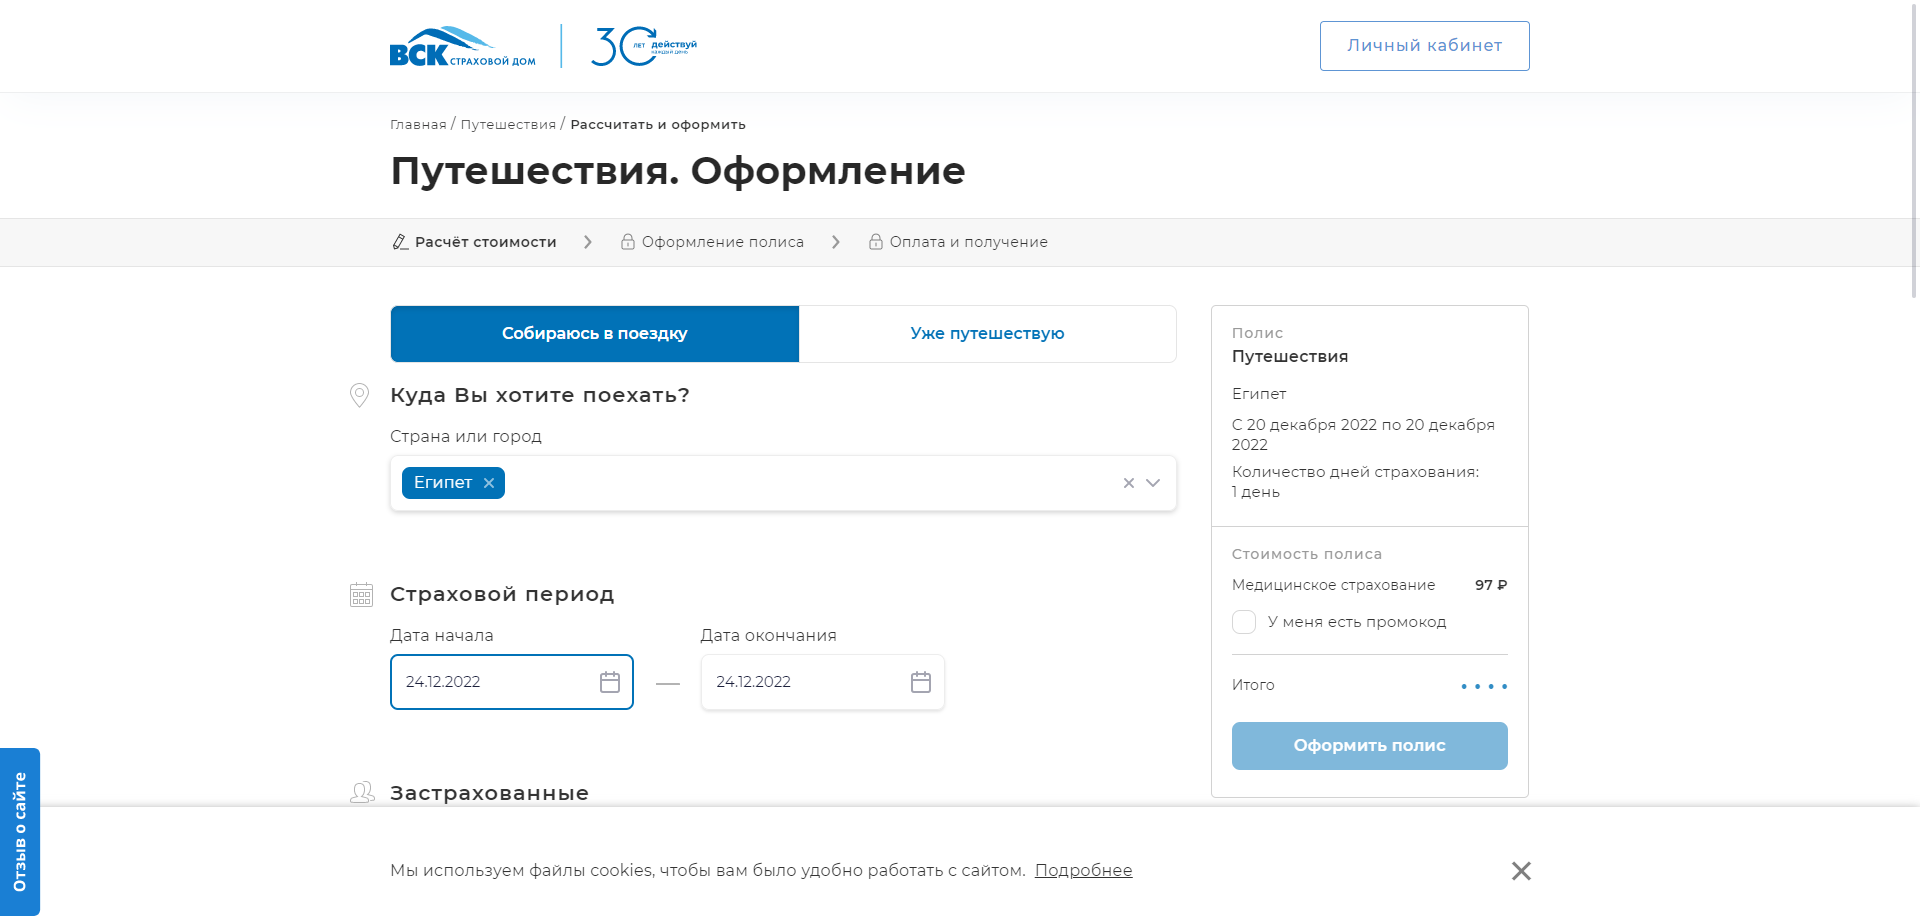 ВСК СТРАХОВОЙ ДОМ
30 ЛЕТ действуй каждый день
Личный кабинет
Главная / Путешествия / Рассчитать и оформить
Путешествия. Оформление
Расчёт стоимости
Оформление полиса
Оплата и получение
Собираюсь в поездку
Уже путешествую
Куда Вы хотите поехать?
Страна или город
Египет
Страховой период
Дата начала
Дата окончания
24.12.2022
—
24.12.2022
Застрахованные
Полис
Путешествия
Египет
С 20 декабря 2022 по 20 декабря
2022
Количество дней страхования:
1 день
Стоимость полиса
Медицинское страхование 97 ₽
У меня есть промокод
Итого
Оформить полис
Отзыв о сайте
Мы используем файлы cookies, чтобы вам было удобно работать с сайтом. Подробнее